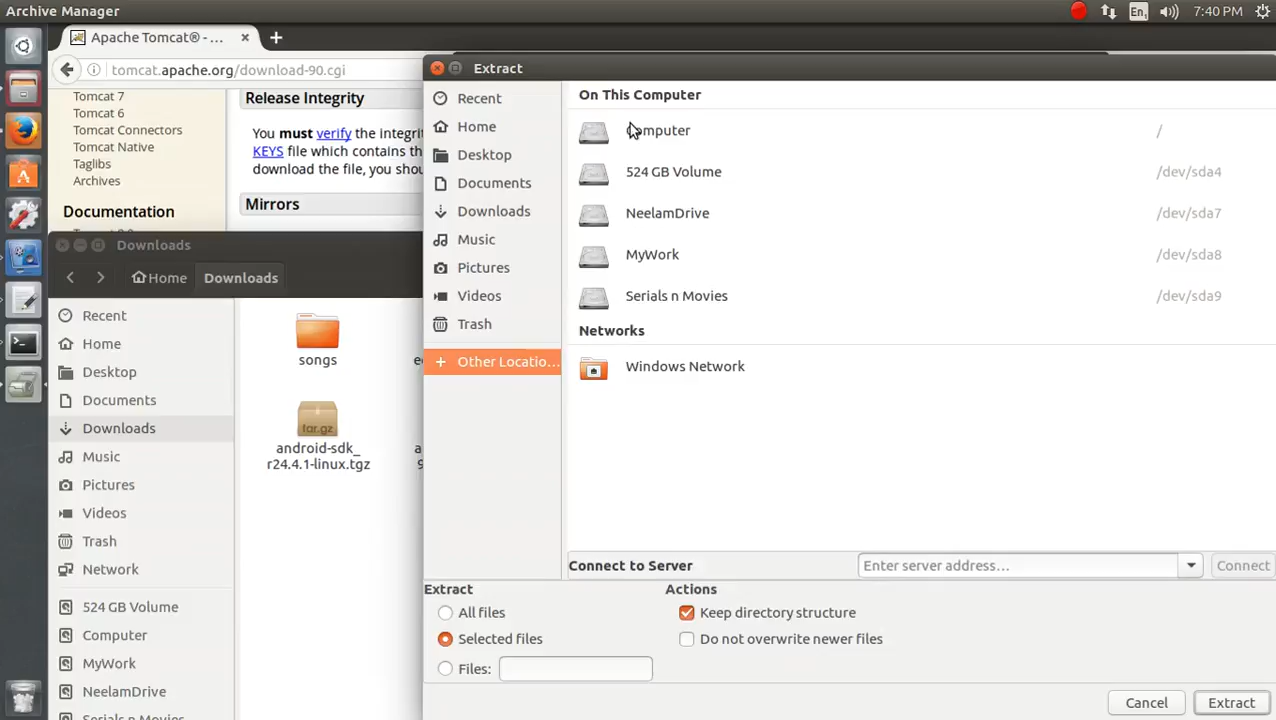 Archive Manager
En
7:40 PM
Apache Tomcat® - ...
tomcat.apache.org/download-90.cgi
Tomcat 7
Tomcat 6
Tomcat Connectors
Tomcat Native
Taglibs
Archives
Documentation
Release Integrity
You must verify the integrit
KEYS file which contains th
download the file, you shou
Mirrors
Downloads
Home
Downloads
Recent
Home
Desktop
Documents
Downloads
Music
Pictures
Videos
Trash
Network
524 GB Volume
Computer
MyWork
NeelamDrive
Serials n Movies
songs
tar.gz
android-sdk_
r24.4.1-linux.tgz
Extract
Recent
Home
Desktop
Documents
Downloads
Music
Pictures
Videos
Trash
Other Locatio...
On This Computer
Computer /
524 GB Volume /dev/sda4
NeelamDrive /dev/sda7
MyWork /dev/sda8
Serials n Movies /dev/sda9
Networks
Windows Network
Connect to Server
Enter server address...
Connect
Extract
All files
Selected files
Files:
Actions
Keep directory structure
Do not overwrite newer files
Cancel
Extract